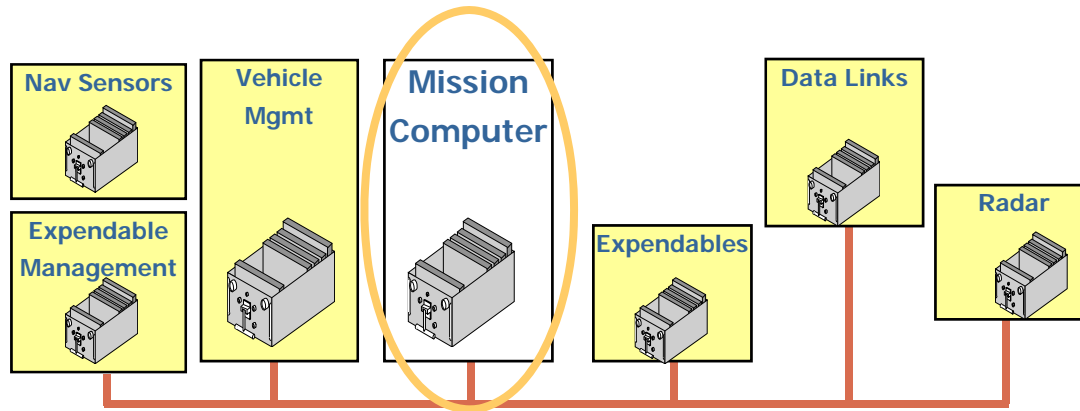 Nav Sensors
Expendable
Management
Vehicle
Mgmt
Mission
Computer
Expendables
Data Links
Radar